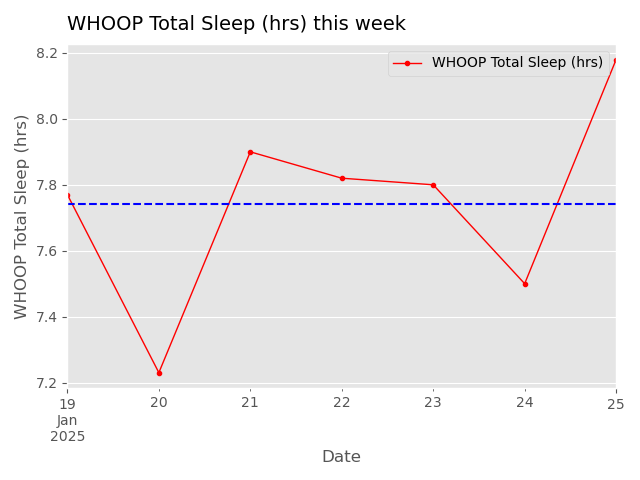 WHOOP Total Sleep (hrs) this week
WHOOP Total Sleep (hrs)
WHOOP Total Sleep (hrs)
8.2
8.0
7.8
7.6
7.4
7.2
19 20 21 22 23 24 25
Jan
2025
Date